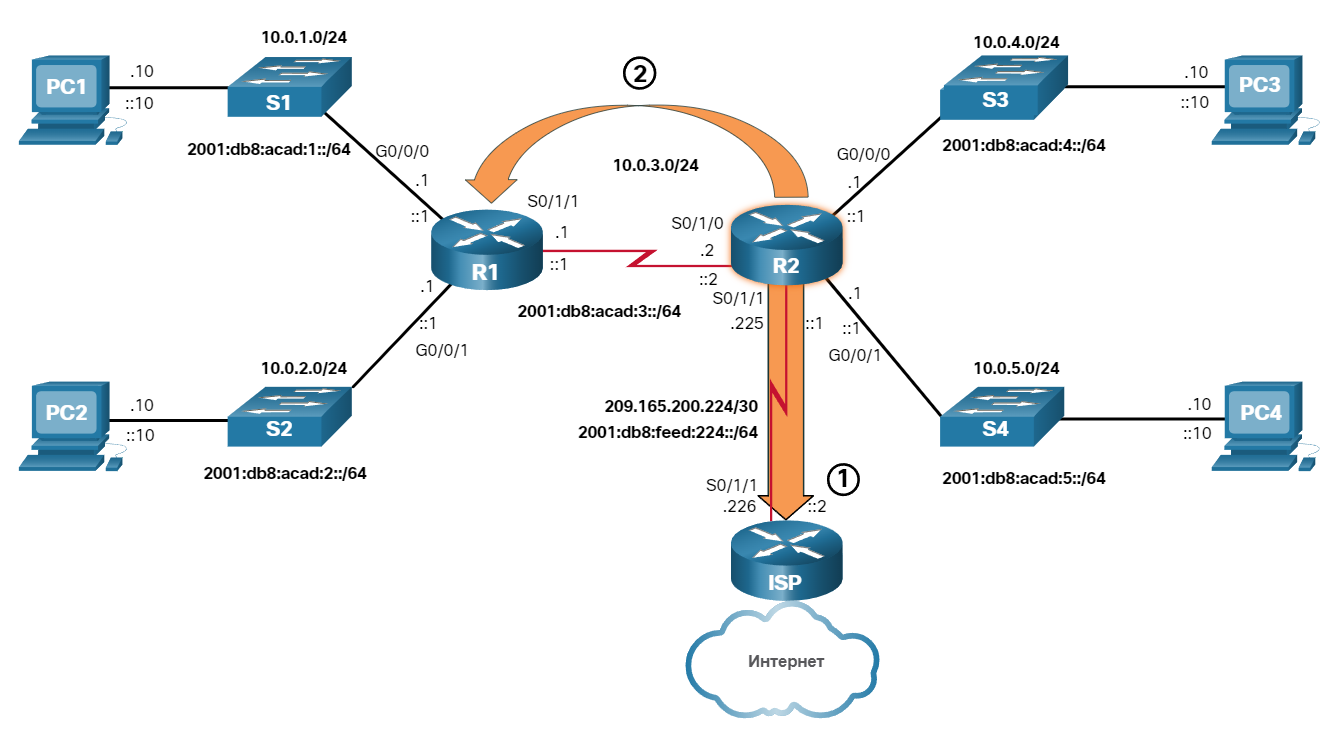 10.0.1.0/24
PC1
.10
::10
S1
2001:db8:acad:1::/64
G0/0/0
.1
::1
②
10.0.3.0/24
10.0.4.0/24
S3
.10
::10
PC3
2001:db8:acad:4::/64
G0/0/0
.1
::1
R1
S0/1/1
.1
::1
S0/1/0
.2
::2
R2
2001:db8:acad:3::/64
.1
::1
G0/0/1
S0/1/1
.225
::1
.1
::1
G0/0/1
10.0.2.0/24
PC2
.10
::10
S2
2001:db8:acad:2::/64
209.165.200.224/30
2001:db8:feed:224::/64
10.0.5.0/24
S4
.10
::10
PC4
2001:db8:acad:5::/64
S0/1/1
.226
::2
①
ISP
Интернет